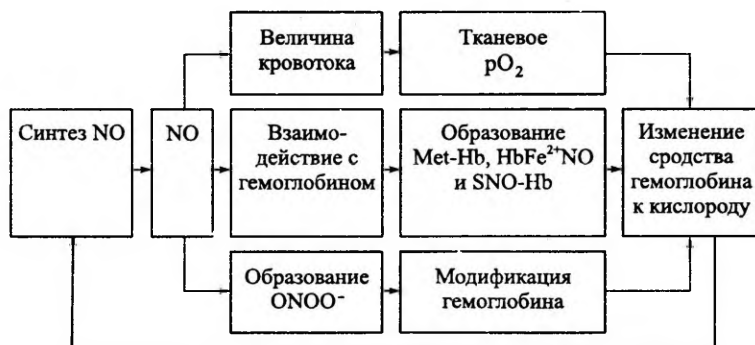 Величина
кровотока
Тканевое
pO₂
Синтез NO
NO
Взаимо-
действие с
гемоглобином
Образование
Met-Hb, HbFe²⁺NO
и SNO-Hb
Изменение
сродства
гемоглобина
к кислороду
Образование
ONOO⁻
Модификация
гемоглобина